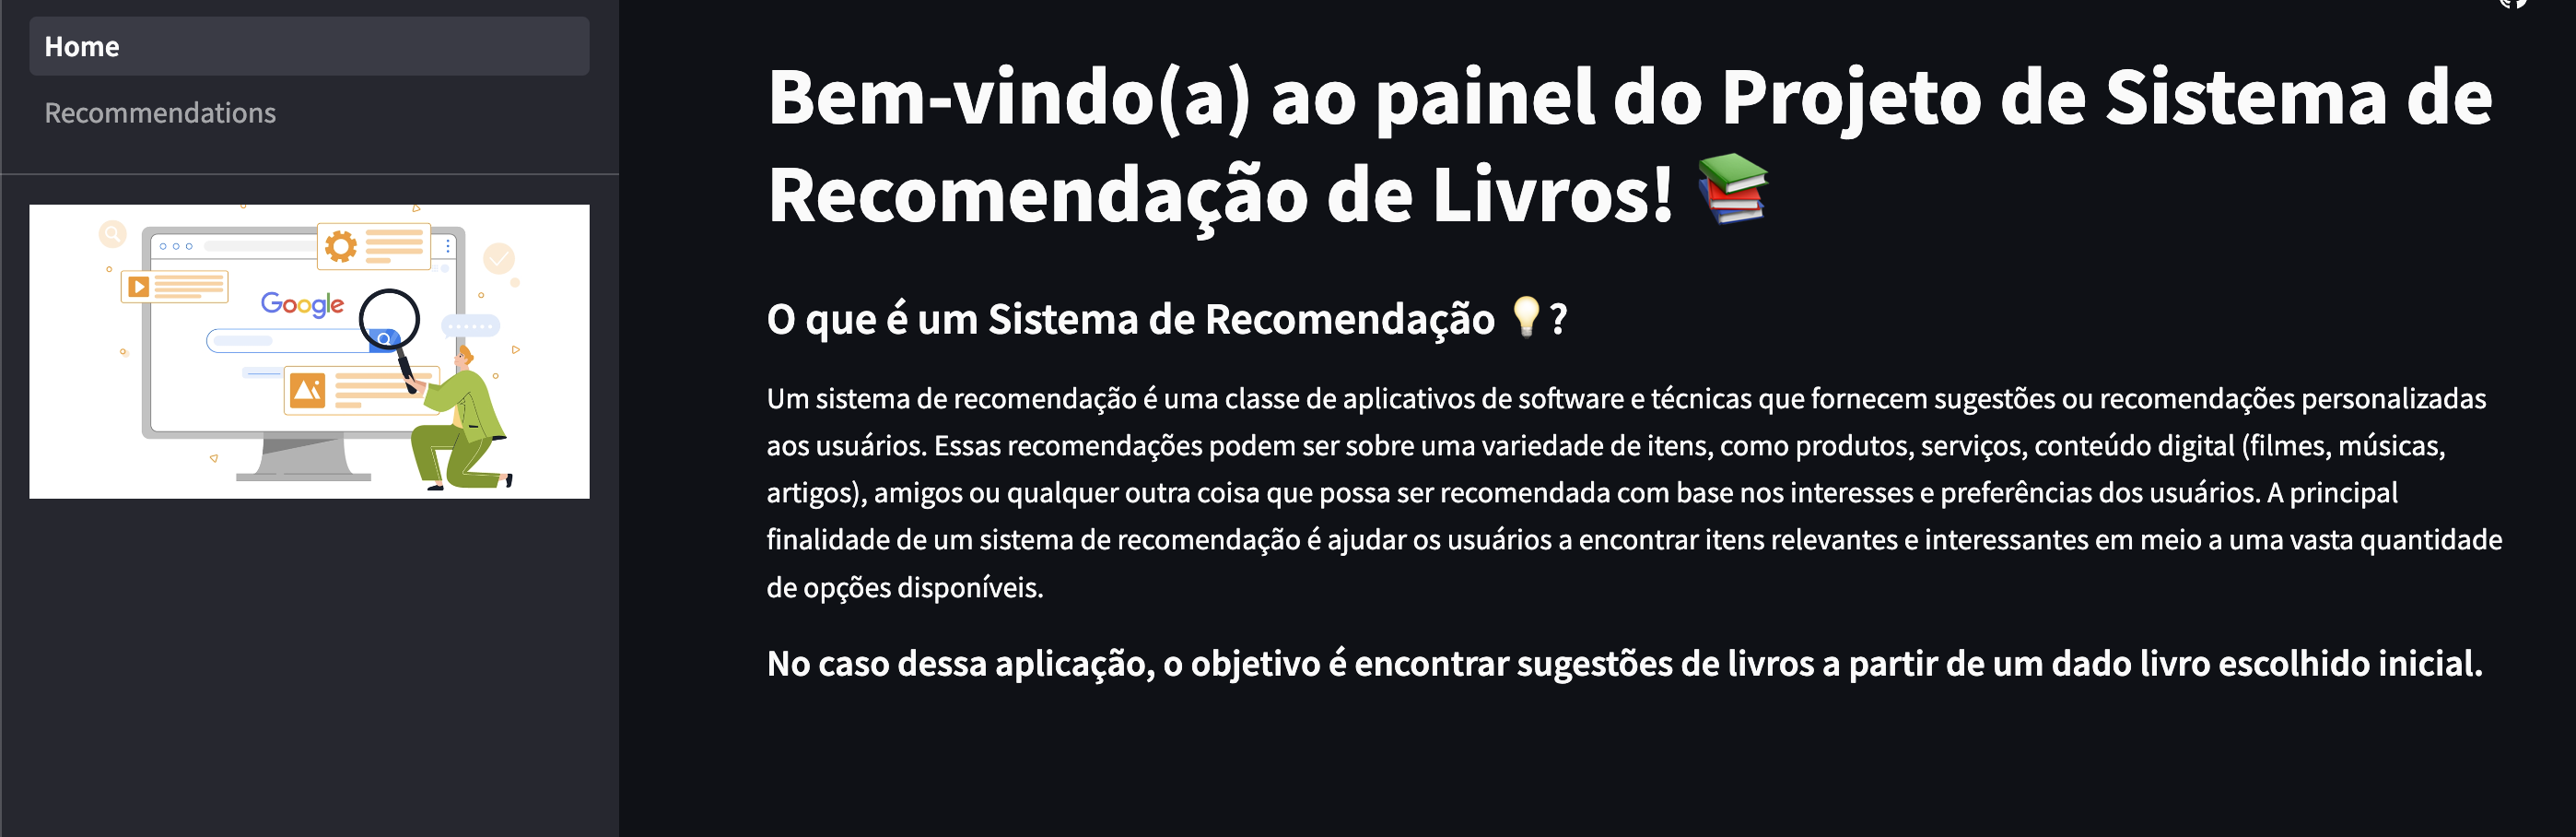 Home
Recommendations
Google
Bem-vindo(a) ao painel do Projeto de Sistema de
Recomendação de Livros! 📚
O que é um Sistema de Recomendação 💡?
Um sistema de recomendação é uma classe de aplicativos de software e técnicas que fornecem sugestões ou recomendações personalizadas
aos usuários. Essas recomendações podem ser sobre uma variedade de itens, como produtos, serviços, conteúdo digital (filmes, músicas,
artigos), amigos ou qualquer outra coisa que possa ser recomendada com base nos interesses e preferências dos usuários. A principal
finalidade de um sistema de recomendação é ajudar os usuários a encontrar itens relevantes e interessantes em meio a uma vasta quantidade
de opções disponíveis.
No caso dessa aplicação, o objetivo é encontrar sugestões de livros a partir de um dado livro escolhido inicial.